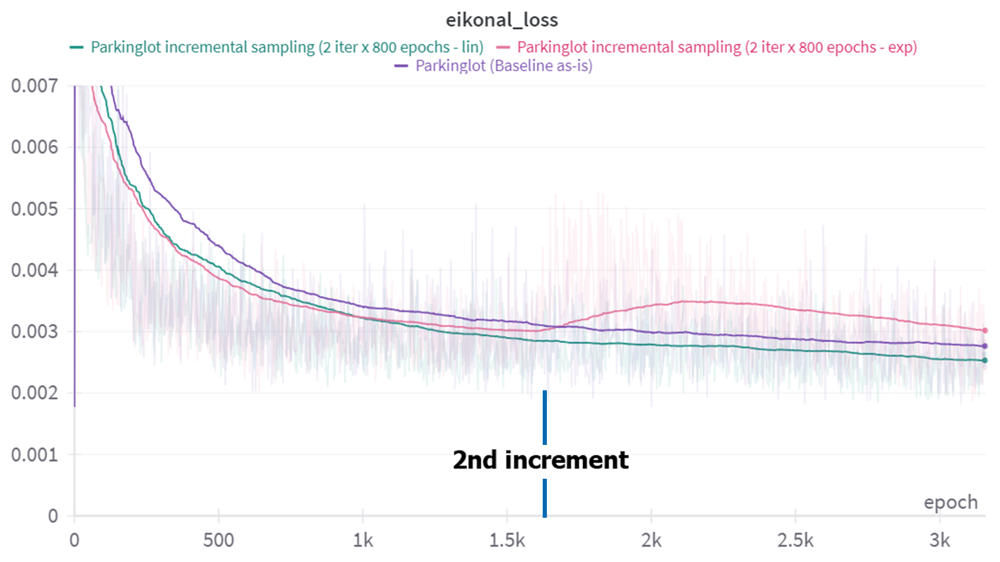 eikonal_loss
Parkinglot incremental sampling (2 iter x 800 epochs - lin) Parkinglot incremental sampling (2 iter x 800 epochs - exp)
Parkinglot (Baseline as-is)
0.007
0.006
0.005
0.004
0.003
0.002
0.001
2nd increment
epoch
0
0 500 1k 1.5k 2k 2.5k 3k